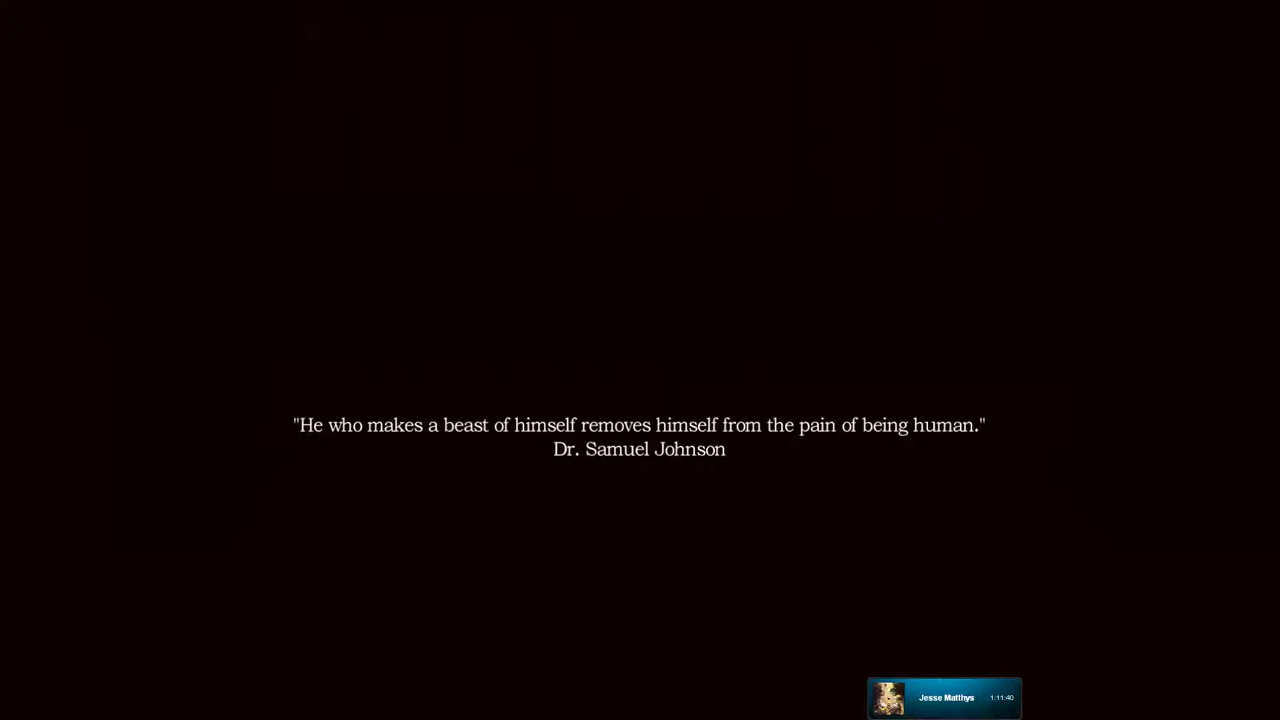 "He who makes a beast of himself removes himself from the pain of being human."
Dr. Samuel Johnson
Jesse Matthys 1:11:40